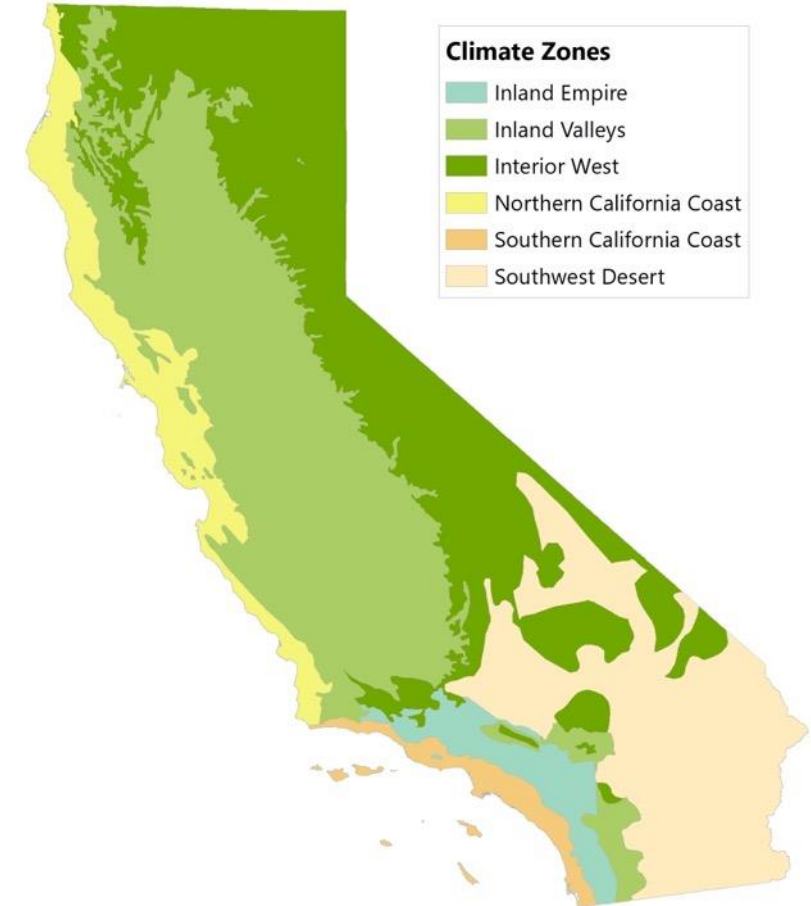 Climate Zones
Inland Empire
Inland Valleys
Interior West
Northern California Coast
Southern California Coast
Southwest Desert